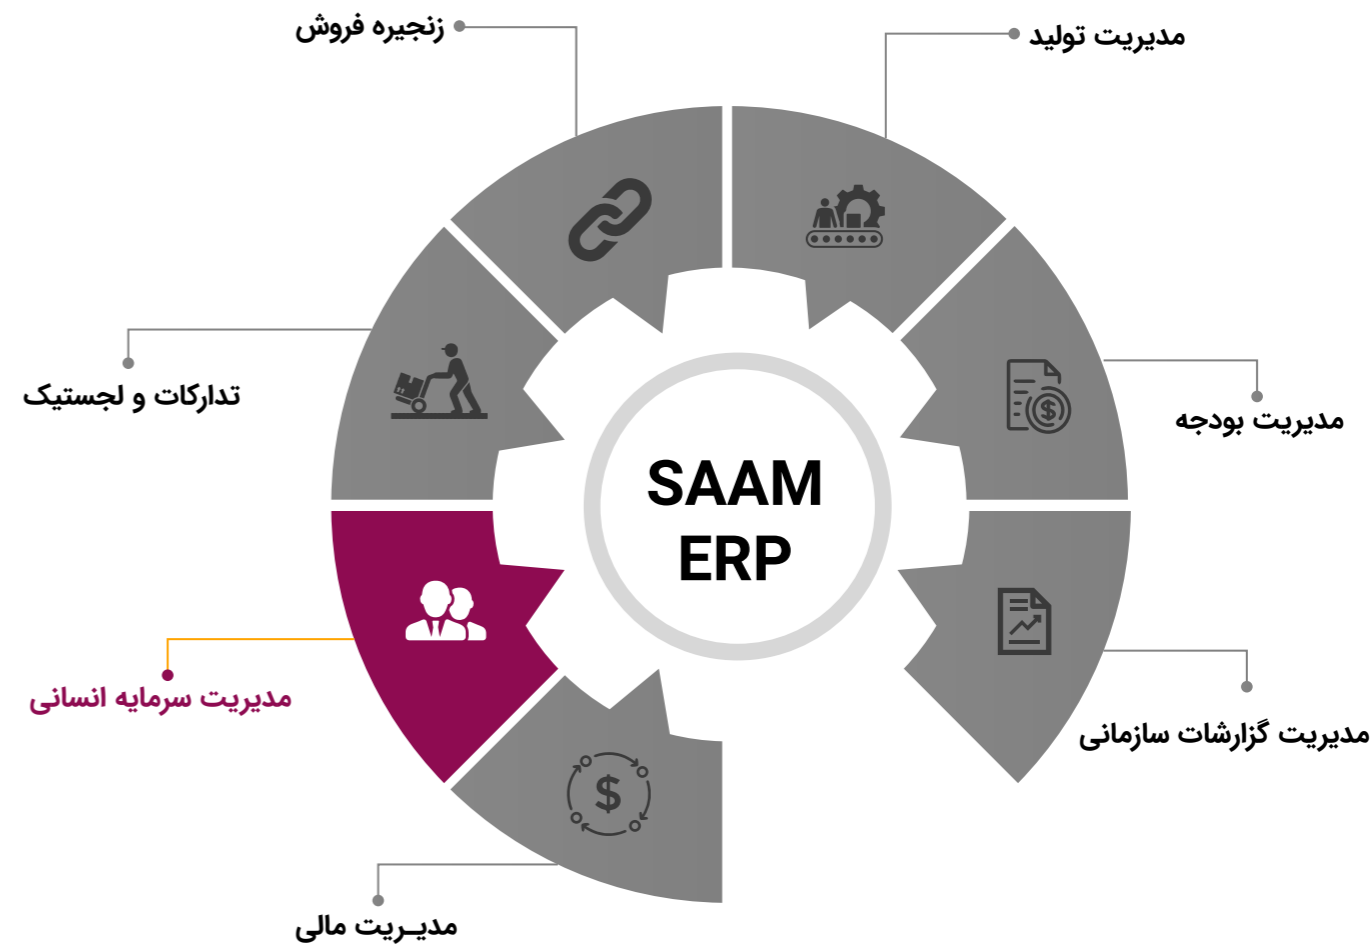 زنجیره فروش
مدیریت تولید
تدارکات و لجستیک
مدیریت بودجه
SAAM
ERP
مدیریت سرمایه انسانی
مدیریت گزارشات سازمانی
مدیـریت مالی